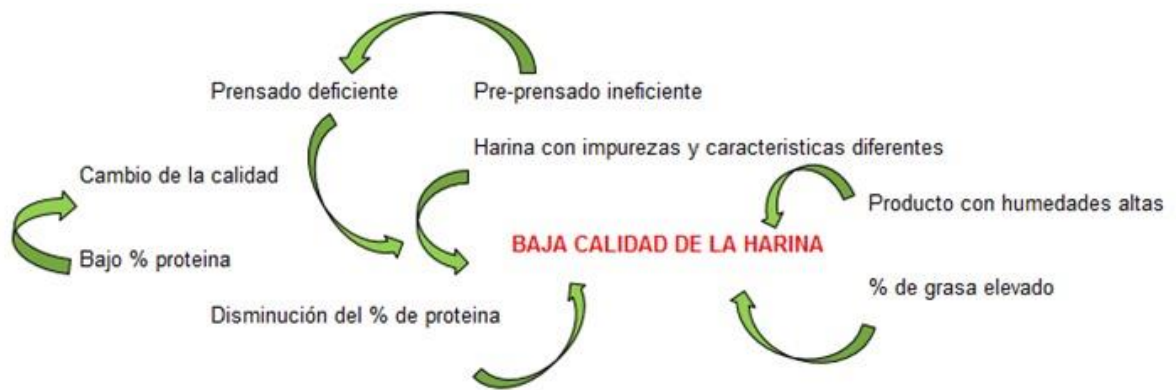 Prensado deficiente
Pre-prensado ineficiente
Harina con impurezas y caracteristicas diferentes
Cambio de la calidad
Producto con humedades altas
BAJA CALIDAD DE LA HARINA
Bajo % proteina
% de grasa elevado
Disminución del % de proteina